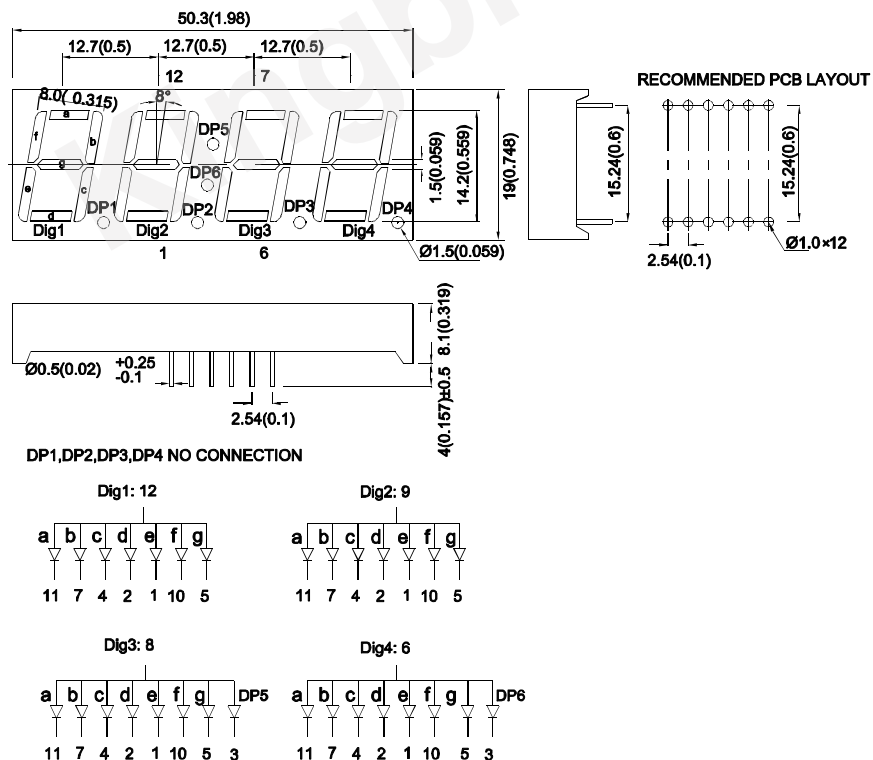 Kingbr
50.3(1.98)
12.7(0.5) 12.7(0.5) 12.7(0.5)
12 7
8.0( 0.315) 8°
a
f b
g
e c
d
DP5
DP6
DP1 DP2 DP3 DP4
Dig1 Dig2 Dig3 Dig4
1 6
1.5(0.059)
14.2(0.559)
19(0.748)
Ø1.5(0.059)
15.24(0.6)
RECOMMENDED PCB LAYOUT
15.24(0.6)
Ø1.0×12
2.54(0.1)
Ø0.5(0.02) +0.25
-0.1
2.54(0.1)
8.1(0.319)
4(0.157)±0.5
DP1,DP2,DP3,DP4 NO CONNECTION
Dig1: 12
a b c d e f g
11 7 4 2 1 10 5
Dig2: 9
a b c d e f g
11 7 4 2 1 10 5
Dig3: 8
a b c d e f g DP5
11 7 4 2 1 10 5 3
Dig4: 6
a b c d e f g DP6
11 7 4 2 1 10 5 3